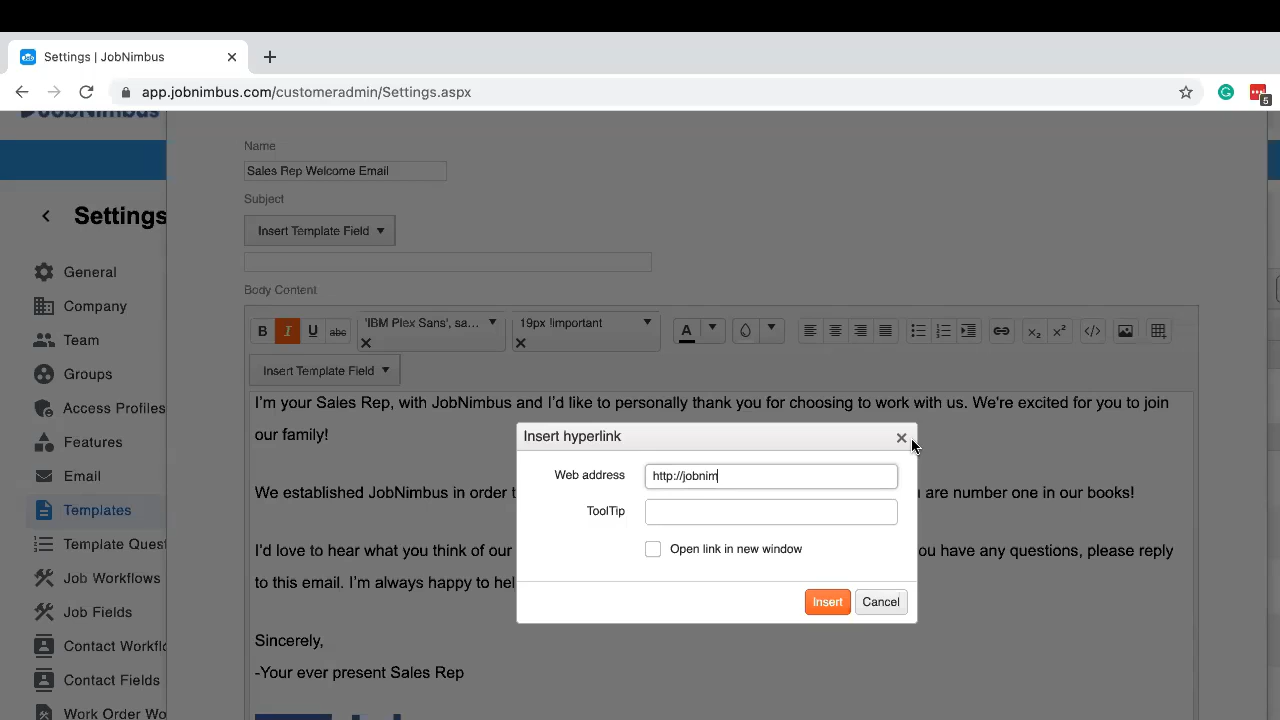 Settings | JobNimbus
app.jobnimbus.com/customeradmin/Settings.aspx
5
JobNimbus
Settings
General
Company
Team
Groups
Access Profiles
Features
Email
Templates
Template Quest
Job Workflows
Job Fields
Contact Workflo
Contact Fields
Work Order Wo
Name
Sales Rep Welcome Email
Subject
Insert Template Field
Body Content
B I U abc 'IBM Plex Sans', sa... 19px !important A
Insert Template Field
I'm your Sales Rep, with JobNimbus and I'd like to personally thank you for choosing to work with us. We're excited for you to join
our family!
We established JobNimbus in order t are number one in our books!
I'd love to hear what you think of our ou have any questions, please reply
to this email. I'm always happy to hel
Sincerely,
-Your ever present Sales Rep
Insert hyperlink
Web address http://jobnim
ToolTip
Open link in new window
Insert Cancel